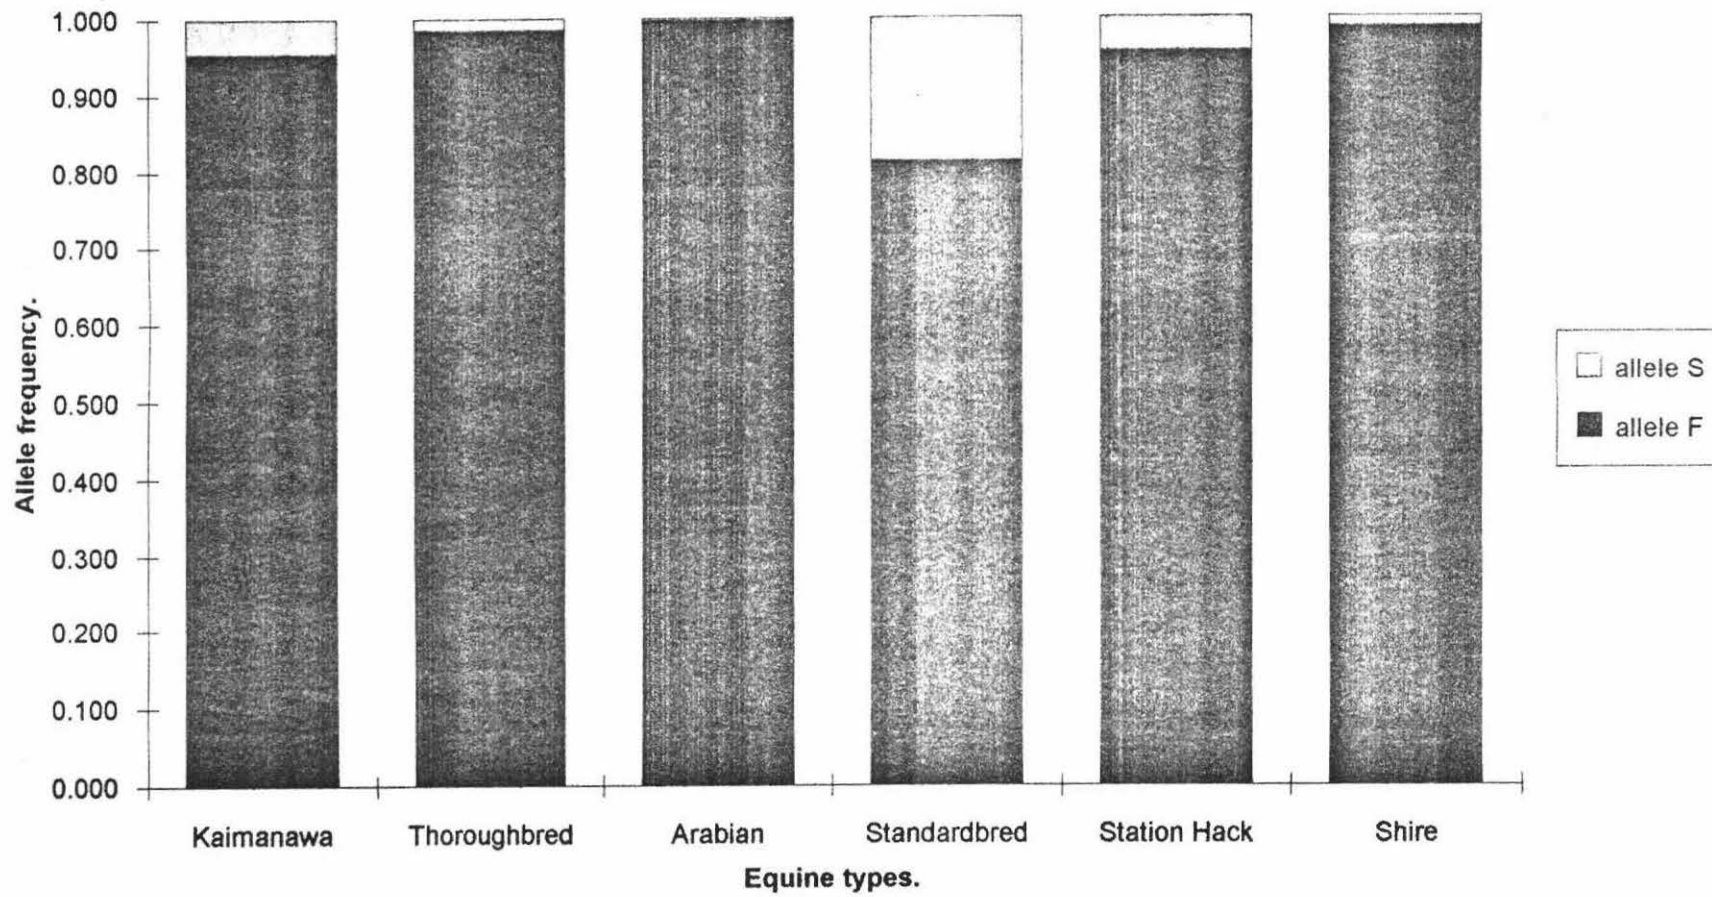 1.000
0.900
0.800
0.700
0.600
0.500
0.400
0.300
0.200
0.100
0.000
Allele frequency.
Kaimanawa
Thoroughbred
Arabian
Standardbred
Station Hack
Shire
Equine types.
allele S
allele F